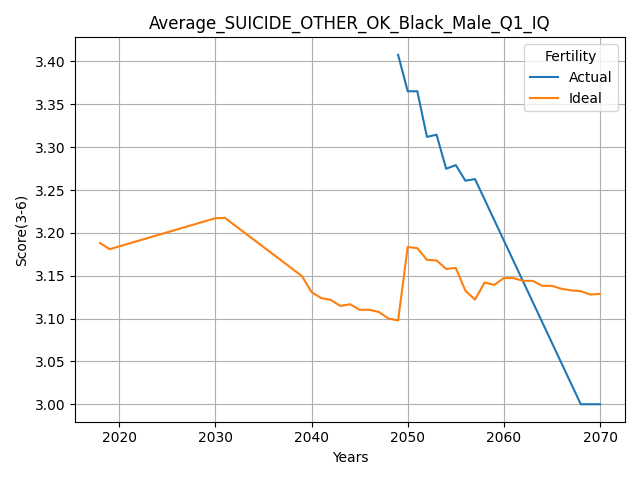 Average_SUICIDE_OTHER_OK_Black_Male_Q1_IQ
Fertility
Actual
Ideal
Score(3-6)
3.40
3.35
3.30
3.25
3.20
3.15
3.10
3.05
3.00
2020 2030 2040 2050 2060 2070
Years